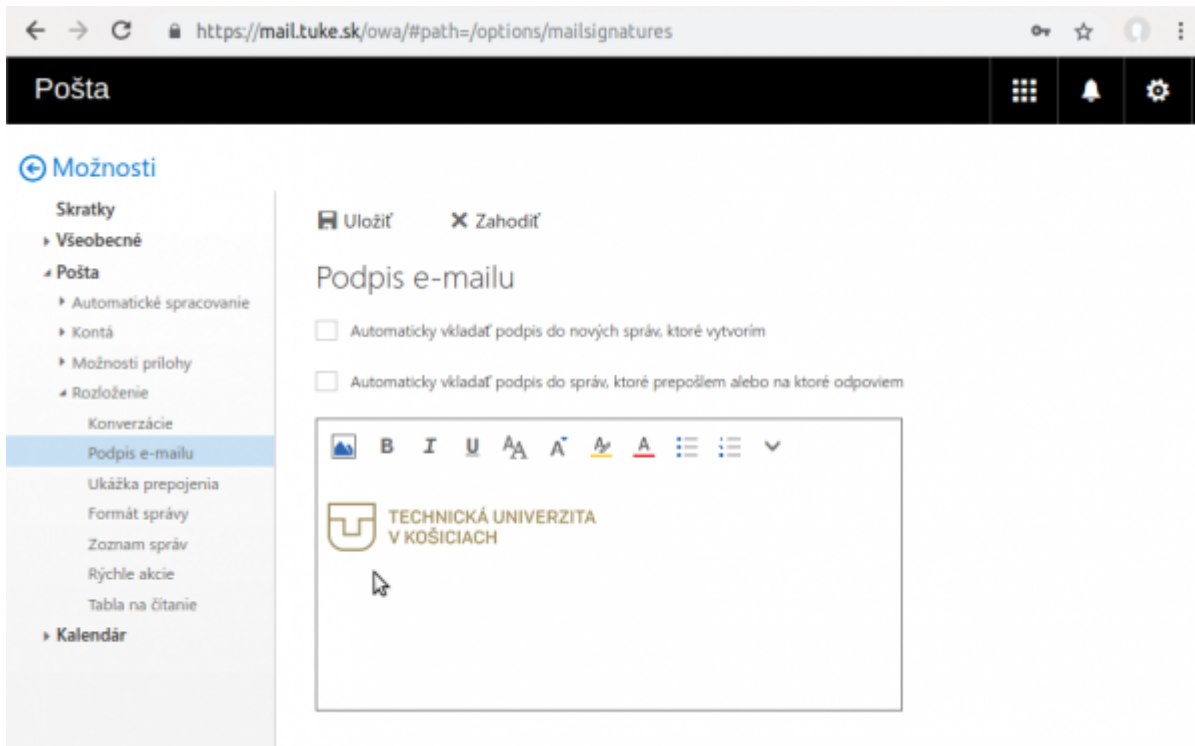 https://mail.tuke.sk/owa/#path=/options/mailsignatures
Pošta
Možnosti
Skratky
Všeobecné
Pošta
Automatické spracovanie
Kontá
Možnosti prílohy
Rozloženie
Konverzácie
Podpis e-mailu
Ukážka prepojenia
Formát správy
Zoznam správ
Rýchle akcie
Tabla na čítanie
Kalendár
Uložiť Zahodiť
Podpis e-mailu
Automaticky vkladať podpis do nových správ, ktoré vytvorím
Automaticky vkladať podpis do správ, ktoré prepošlem alebo na ktoré odpoviem
B I U AA A A A
TECHNICKÁ UNIVERZITA
V KOŠICIACH